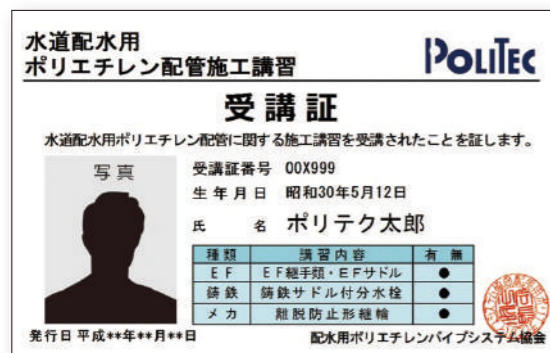 水道配水用
ポリエチレン配管施工講習
POLITEC
受講証
水道配水用ポリエチレン配管に関する施工講習を受講されたことを証します。
写真
受講証番号 00X999
生年月日 昭和30年5月12日
氏名 ポリテク太郎
種類 講習内容 有無
EF EF継手類・EFサドル ●
鋳鉄 鋳鉄サドル付分水栓 ●
メカ 離脱防止形継輪 ●
発行日 平成**年**月**日
配水用ポリエチレンパイプシステム協会